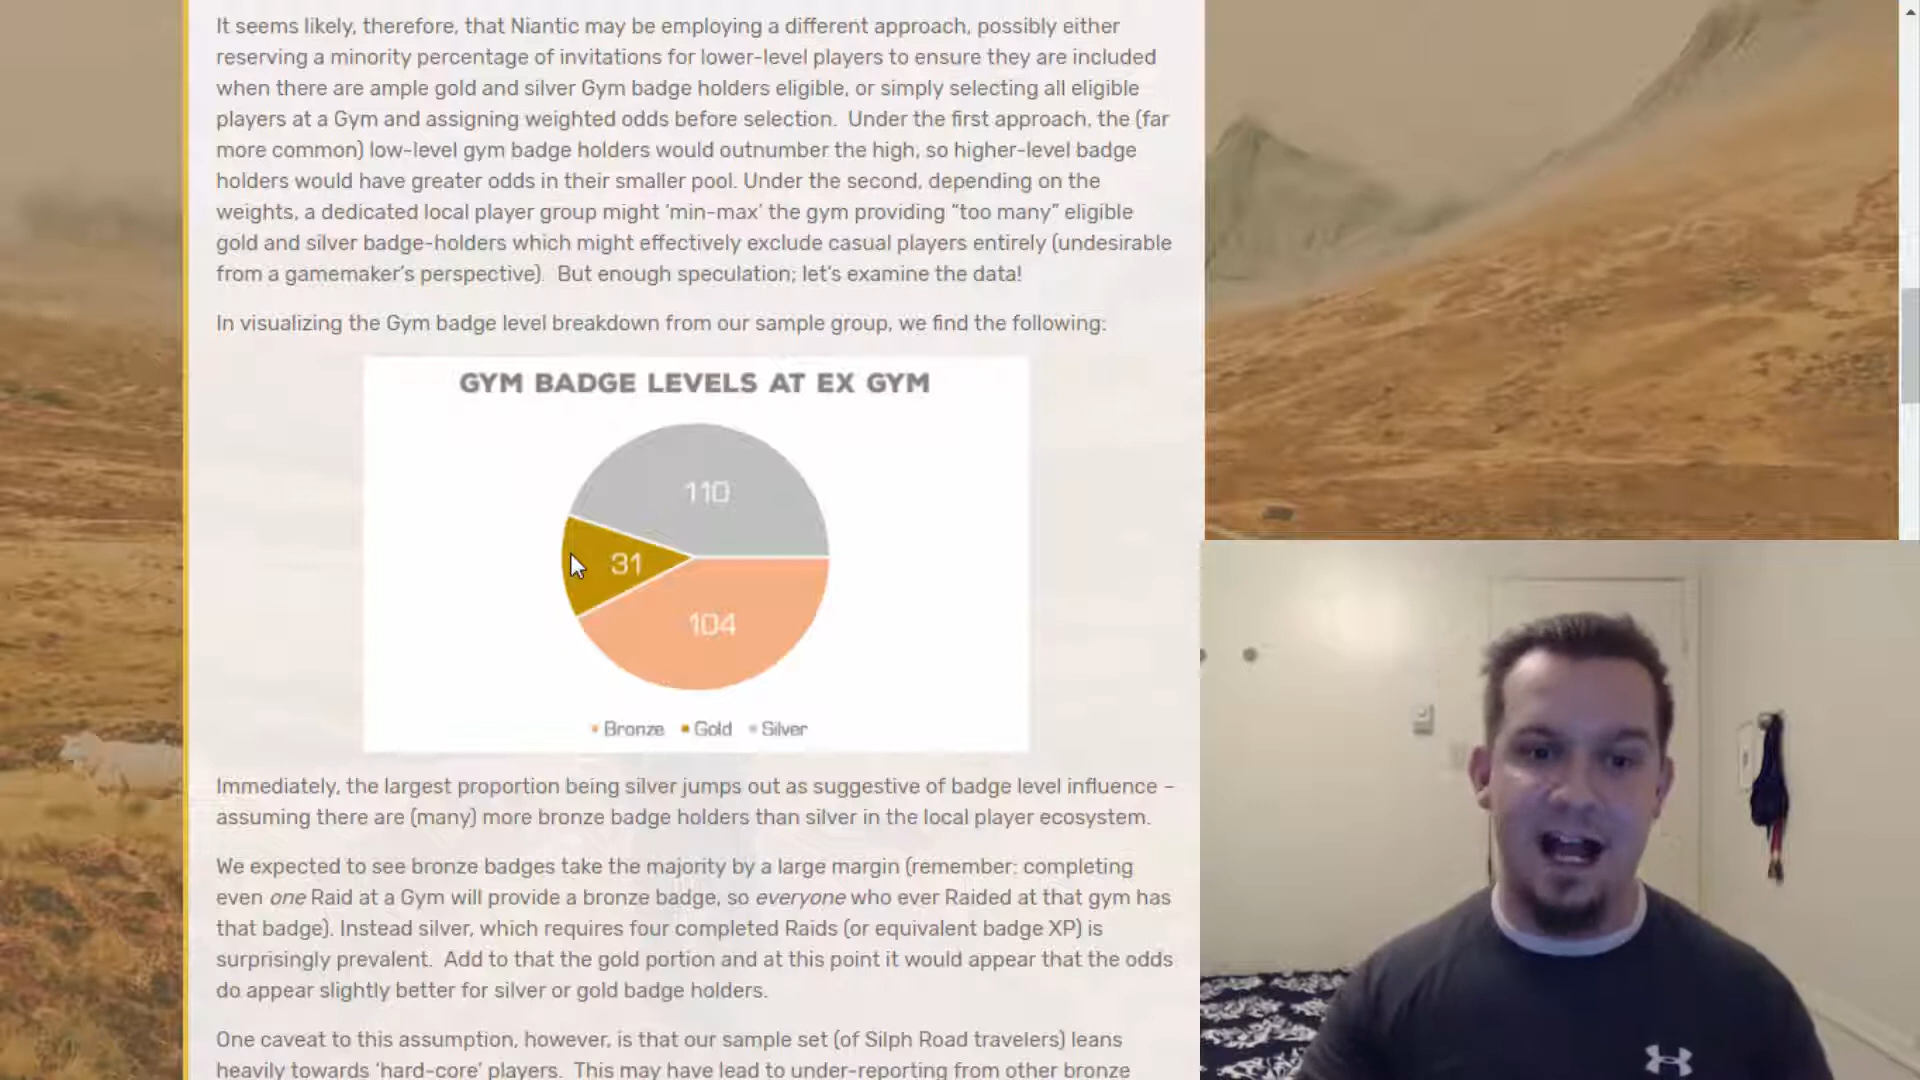 It seems likely, therefore, that Niantic may be employing a different approach, possibly either
reserving a minority percentage of invitations for lower-level players to ensure they are included
when there are ample gold and silver Gym badge holders eligible, or simply selecting all eligible
players at a Gym and assigning weighted odds before selection.  Under the first approach, the (far
more common) low-level gym badge holders would outnumber the high, so higher-level badge
holders would have greater odds in their smaller pool. Under the second, depending on the
weights, a dedicated local player group might ‘min-max’ the gym providing “too many” eligible
gold and silver badge-holders which might effectively exclude casual players entirely (undesirable
from a gamemaker’s perspective).  But enough speculation; let’s examine the data!
In visualizing the Gym badge level breakdown from our sample group, we find the following:
GYM BADGE LEVELS AT EX GYM
110
31
104
Bronze Gold Silver
Immediately, the largest proportion being silver jumps out as suggestive of badge level influence –
assuming there are (many) more bronze badge holders than silver in the local player ecosystem.
We expected to see bronze badges take the majority by a large margin (remember: completing
even one Raid at a Gym will provide a bronze badge, so everyone who ever Raided at that gym has
that badge). Instead silver, which requires four completed Raids (or equivalent badge XP) is
surprisingly prevalent.  Add to that the gold portion and at this point it would appear that the odds
do appear slightly better for silver or gold badge holders.
One caveat to this assumption, however, is that our sample set (of Silph Road travelers) leans
heavily towards ‘hard-core’ players.  This may have lead to under-reporting from other bronze